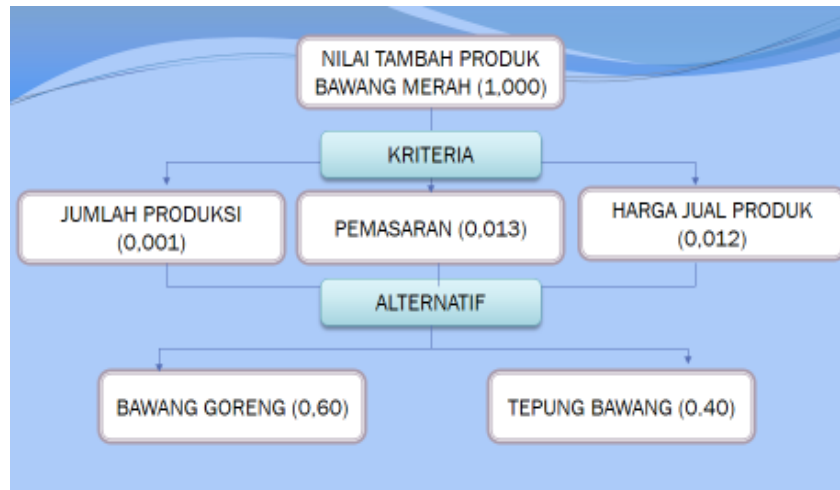 NILAI TAMBAH PRODUK
BAWANG MERAH (1,000)
KRITERIA
JUMLAH PRODUKSI
(0,001)
PEMASARAN (0,013)
HARGA JUAL PRODUK
(0,012)
ALTERNATIF
BAWANG GORENG (0,60)
TEPUNG BAWANG (0.40)